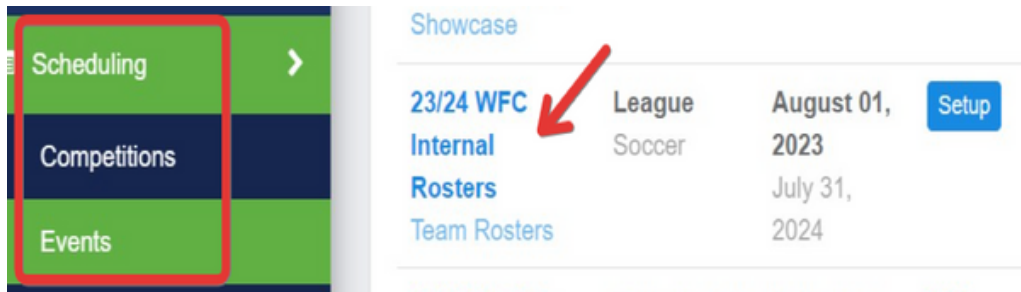 Scheduling
Competitions
Events
Showcase
23/24 WFC
Internal
Rosters
Team Rosters
League
Soccer
August 01,
2023
July 31,
2024
Setup